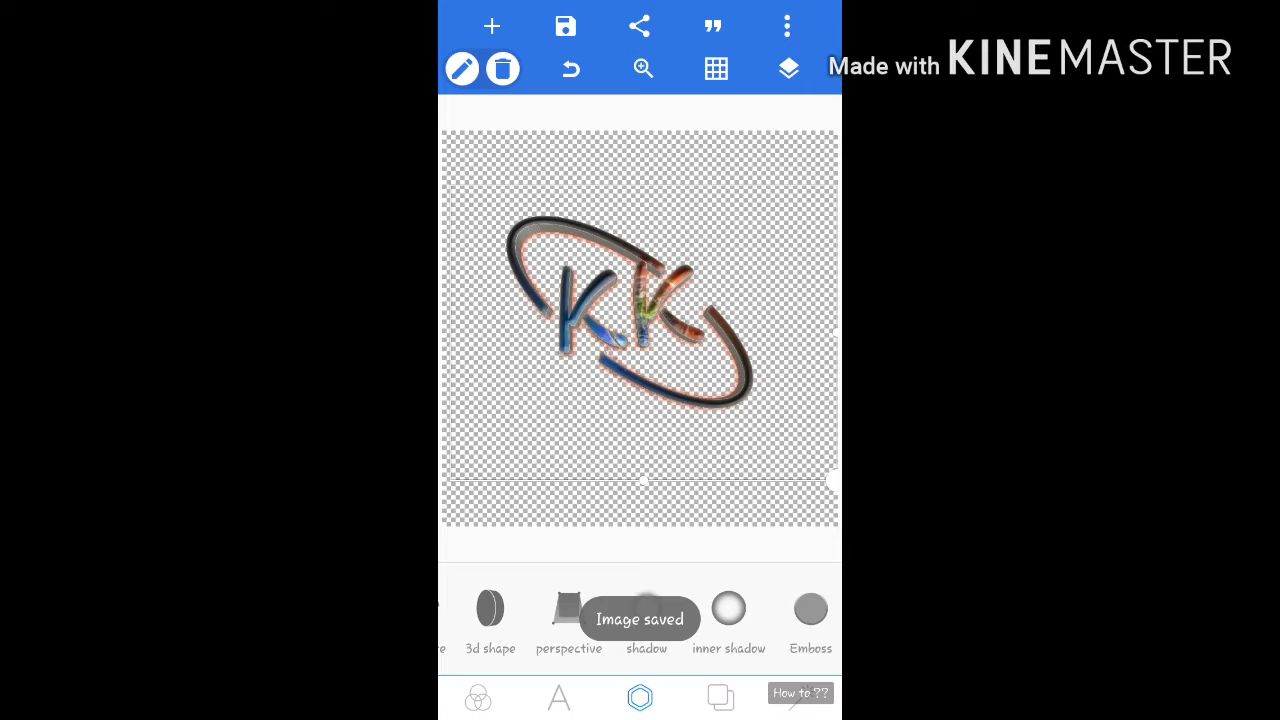 Made with KINEMASTER
KK
Image saved
3d shape
perspective
shadow
inner shadow
Emboss
How to ??
A